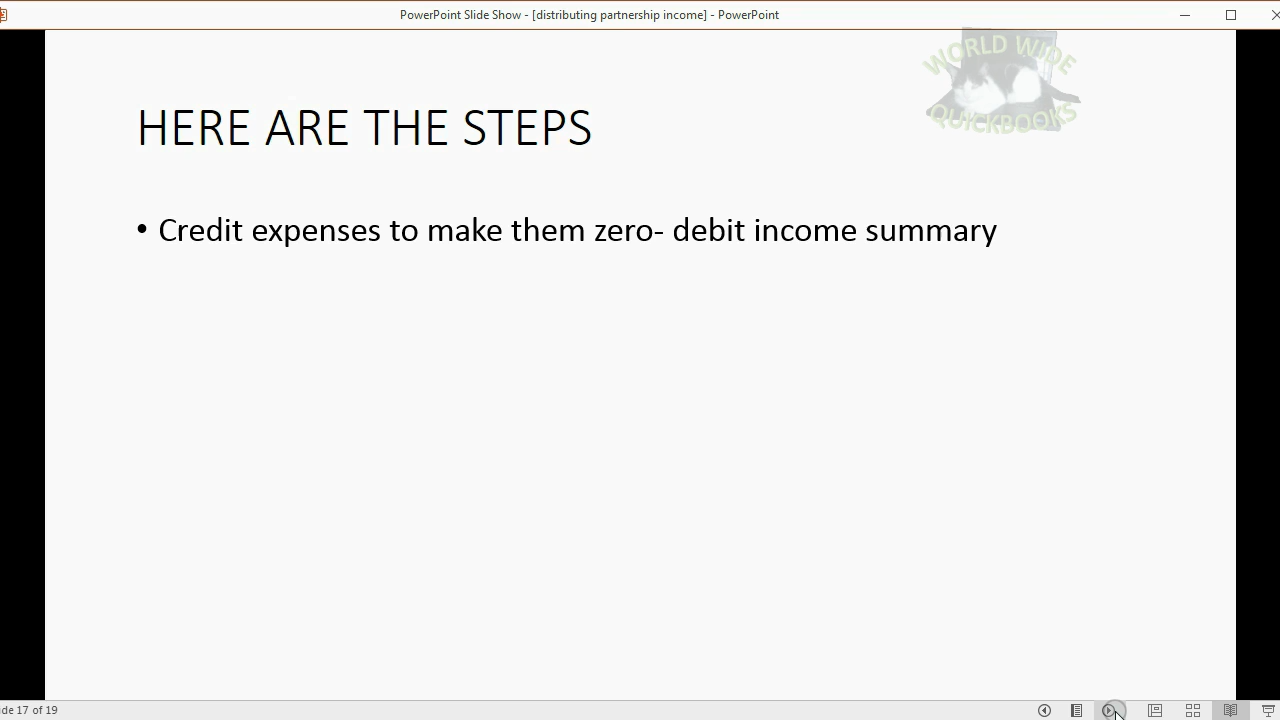 PowerPoint Slide Show - [distributing partnership income] - PowerPoint
WORLD WIDE
QUICKBOOKS
HERE ARE THE STEPS
• Credit expenses to make them zero- debit income summary
de 17 of 19